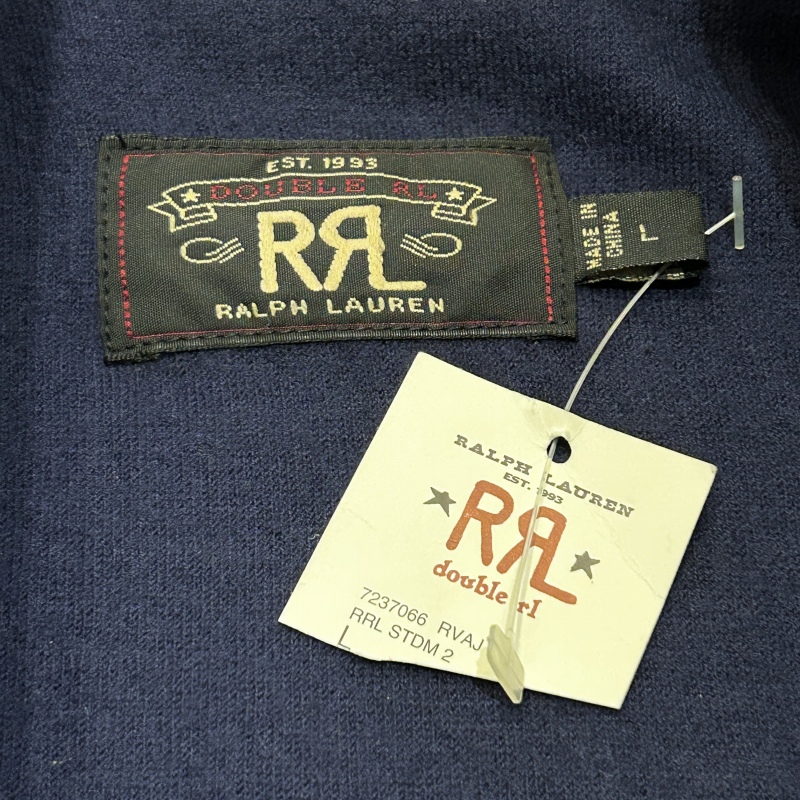 EST. 1993
DOUBLE RL
RRL
RALPH LAUREN
MADE IN
CHINA
L
RALPH LAUREN
EST. 1993
RRL
double rl
7237066 RVAJ
RRL STDM 2
L